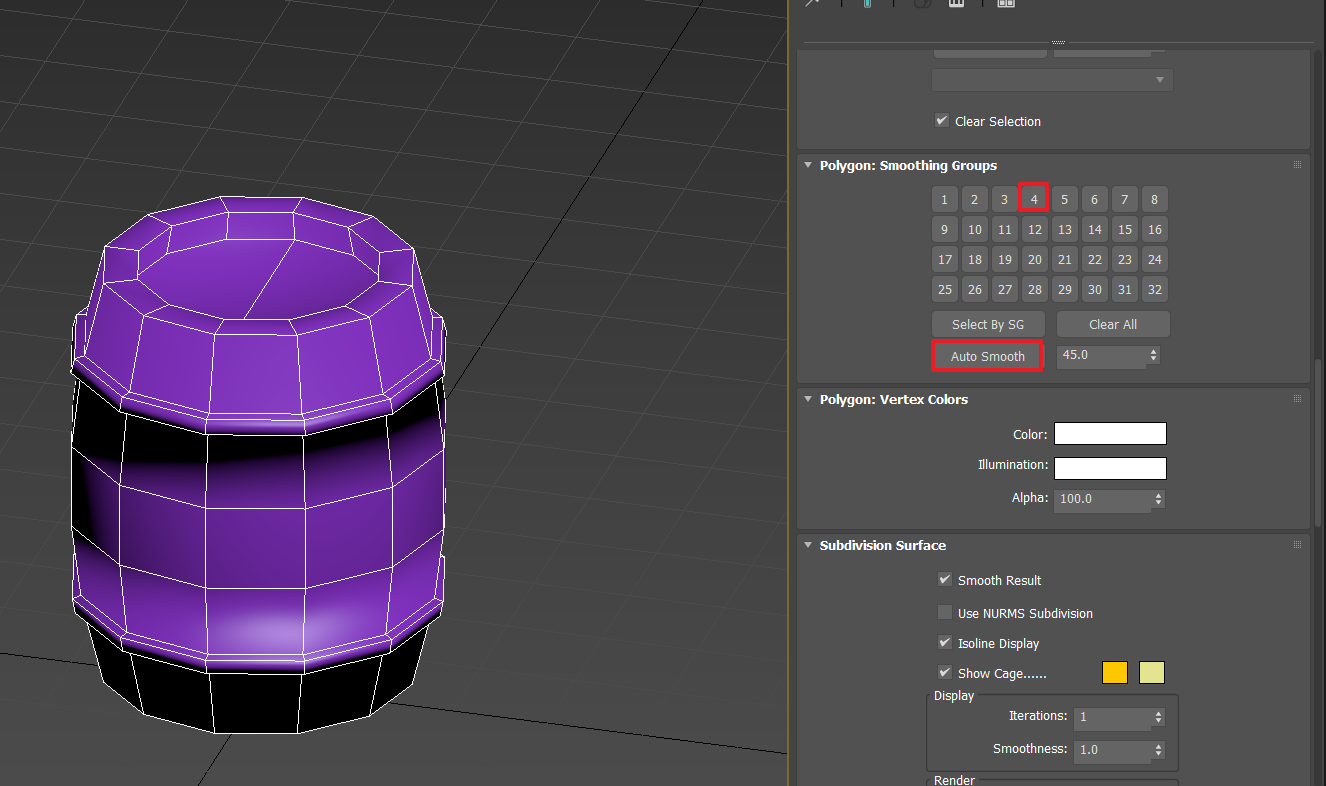 Clear Selection
Polygon: Smoothing Groups
1 2 3 4 5 6 7 8
9 10 11 12 13 14 15 16
17 18 19 20 21 22 23 24
25 26 27 28 29 30 31 32
Select By SG Clear All
Auto Smooth 45.0
Polygon: Vertex Colors
Color:
Illumination:
Alpha: 100.0
Subdivision Surface
Smooth Result
Use NURMS Subdivision
Isoline Display
Show Cage......
Display
Iterations: 1
Smoothness: 1.0
Render